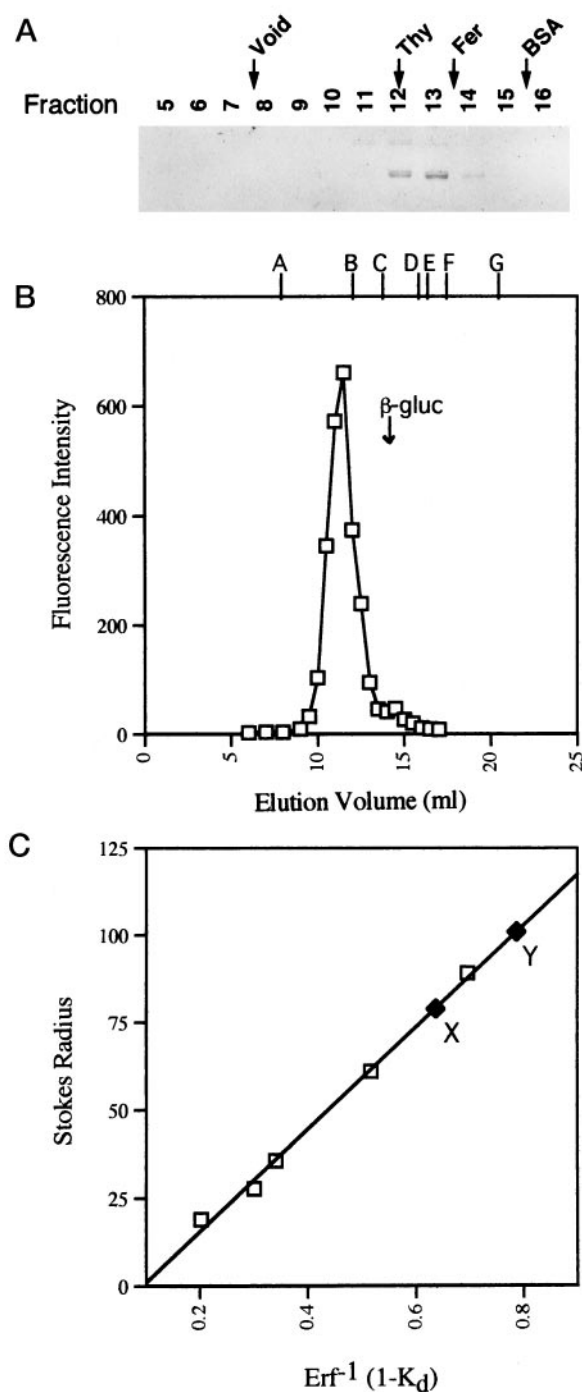 A
Void
Thy
Fer
BSA
Fraction 5 6 7 8 9 10 11 12 13 14 15 16
A B C D E F G
B
800
600
400
200
0
β-gluc
Fluorescence Intensity
0 5 10 15 20 25
Elution Volume (ml)
C
125
100
75
50
25
0
Y
X
Stokes Radius
0.2 0.4 0.6 0.8
Erf⁻¹ (1-Kd)